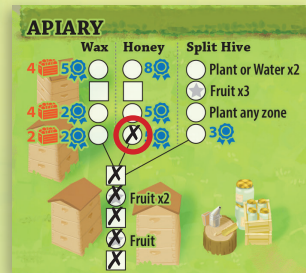 APIARY
Wax Honey Split Hive
4 5 8 Plant or Water x2
Fruit x3
4 2 5 Plant any zone
2 2 X 3
X
X Fruit x2
X
X Fruit
X